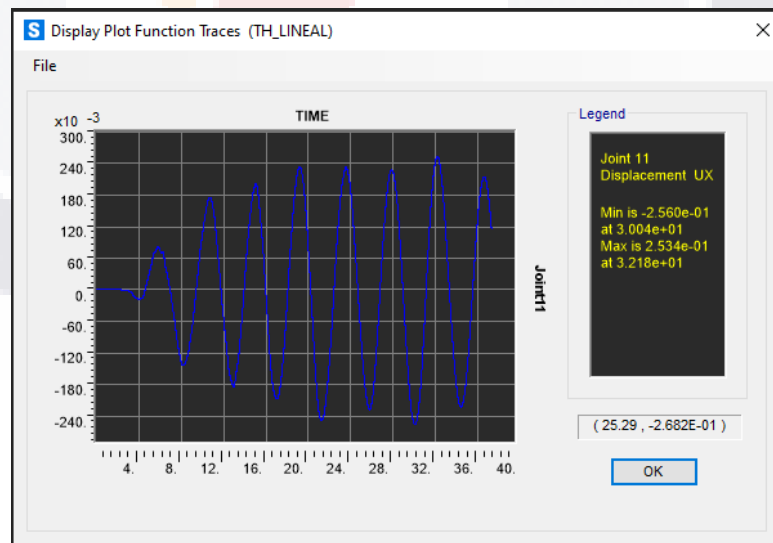 S Display Plot Function Traces (TH_LINEAL)
File
x10 -3
TIME
300.
240.
180.
120.
60.
0.
-60.
-120.
-180.
-240.
4. 8. 12. 16. 20. 24. 28. 32. 36. 40.
Joint11
Legend
Joint 11
Displacement UX
Min is -2.560e-01
at 3.004e+01
Max is 2.534e-01
at 3.218e+01
( 25.29 , -2.682E-01 )
OK